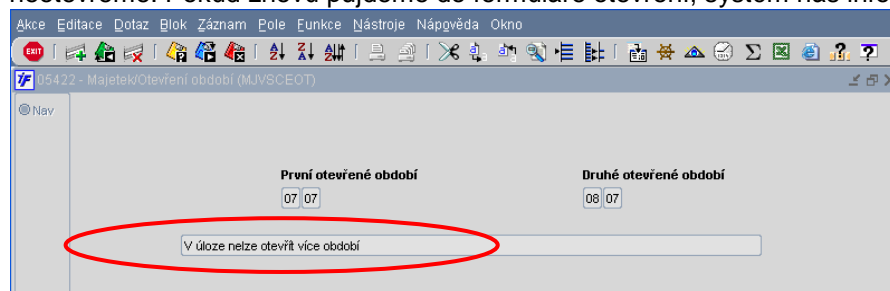 Akce Editace Dotaz Blok Záznam Pole Funkce Nástroje Nápověda Okno
EXIT
05422 - Majetek/Otevření období (MJVSCEOT)
Nav
První otevřené období Druhé otevřené období
07 07 08 07
V úloze nelze otevřít více období